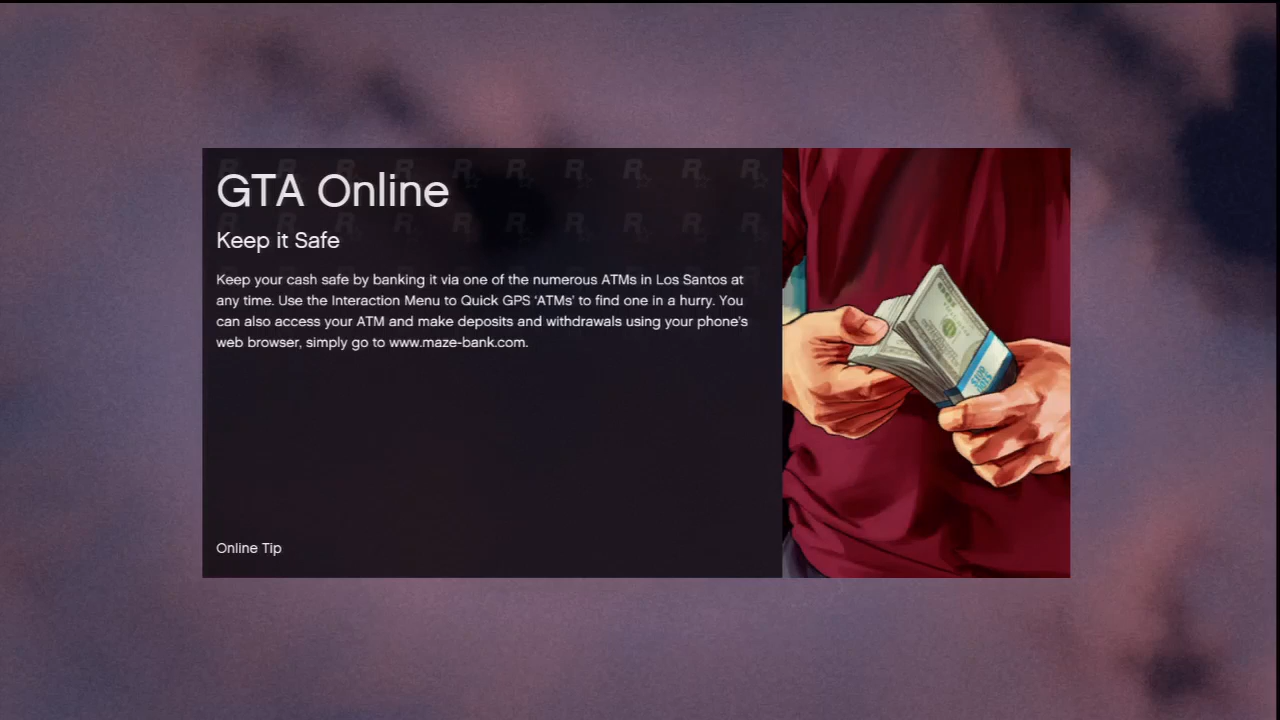 GTA Online
Keep it Safe
Keep your cash safe by banking it via one of the numerous ATMs in Los Santos at
any time. Use the Interaction Menu to Quick GPS ‘ATMs’ to find one in a hurry. You
can also access your ATM and make deposits and withdrawals using your phone’s
web browser, simply go to www.maze-bank.com.
Online Tip